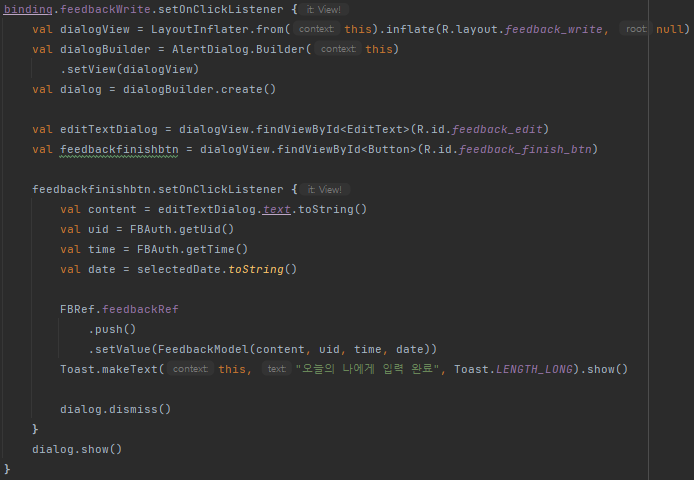 binding.feedbackWrite.setOnClickListener { it: View!
val dialogView = LayoutInflater.from( context: this).inflate(R.layout.feedback_write, root: null)
val dialogBuilder = AlertDialog.Builder( context: this)
.setView(dialogView)
val dialog = dialogBuilder.create()
val editTextDialog = dialogView.findViewById<EditText>(R.id.feedback_edit)
val feedbackfinishbtn = dialogView.findViewById<Button>(R.id.feedback_finish_btn)
feedbackfinishbtn.setOnClickListener { it: View!
val content = editTextDialog.text.toString()
val uid = FBAuth.getUid()
val time = FBAuth.getTime()
val date = selectedDate.toString()
FBRef.feedbackRef
.push()
.setValue(FeedbackModel(content, uid, time, date))
Toast.makeText( context: this, text: "오늘의 나에게 입력 완료", Toast.LENGTH_LONG).show()
dialog.dismiss()
}
dialog.show()
}